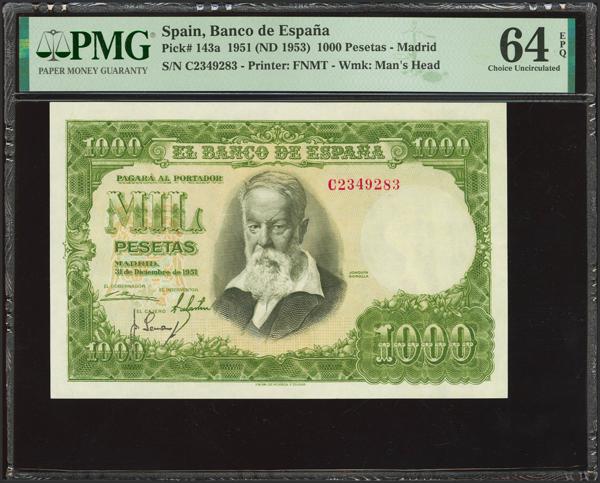 PMG
PAPER MONEY GUARANTY
Spain, Banco de España
Pick# 143a 1951 (ND 1953) 1000 Pesetas - Madrid
S/N C2349283 - Printer: FNMT - Wmk: Man's Head
64 EPQ
Choice Uncirculated
1000
1000
EL BANCO DE ESPAÑA
PAGARÁ AL PORTADOR
C2349283
MIL
PESETAS
MADRID,
31 de Diciembre de 1951
EL GOBERNADOR
EL INTERVENTOR
EL CAJERO
JOAQUIN
SOROLLA
1000
1000